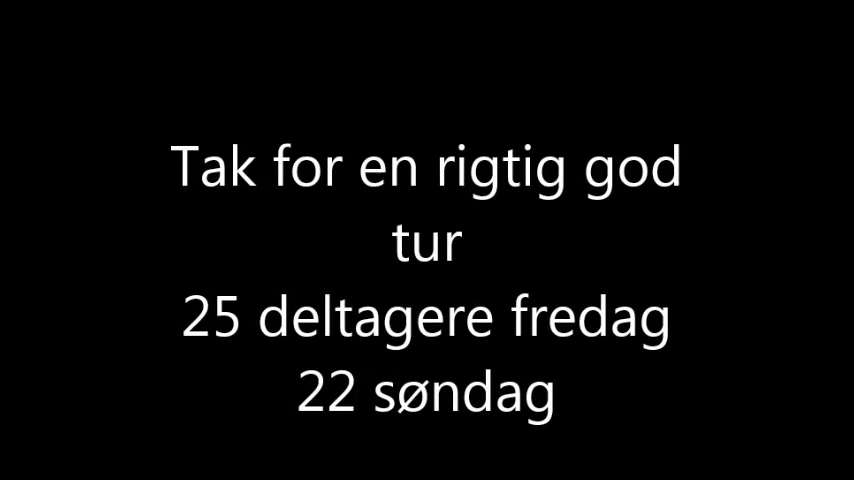 Tak for en rigtig god
tur
25 deltagere fredag
22 søndag